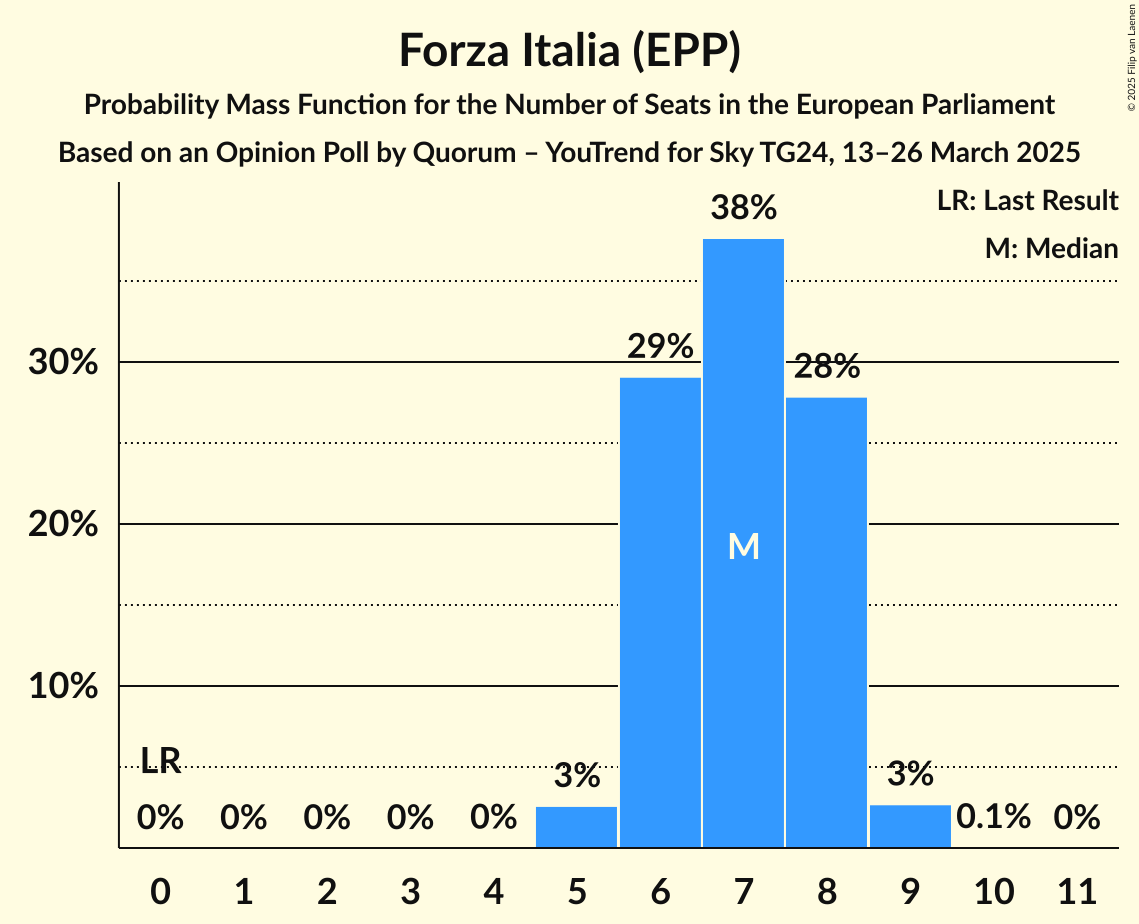 Forza Italia (EPP)
Probability Mass Function for the Number of Seats in the European Parliament
Based on an Opinion Poll by Quorum – YouTrend for Sky TG24, 13–26 March 2025
© 2025 Filip van Laenen
LR: Last Result
M: Median
38%
29%
28%
30%
20%
10%
M
LR
0%
0%
0%
0%
0%
3%
3%
0.1%
0%
0 1 2 3 4 5 6 7 8 9 10 11